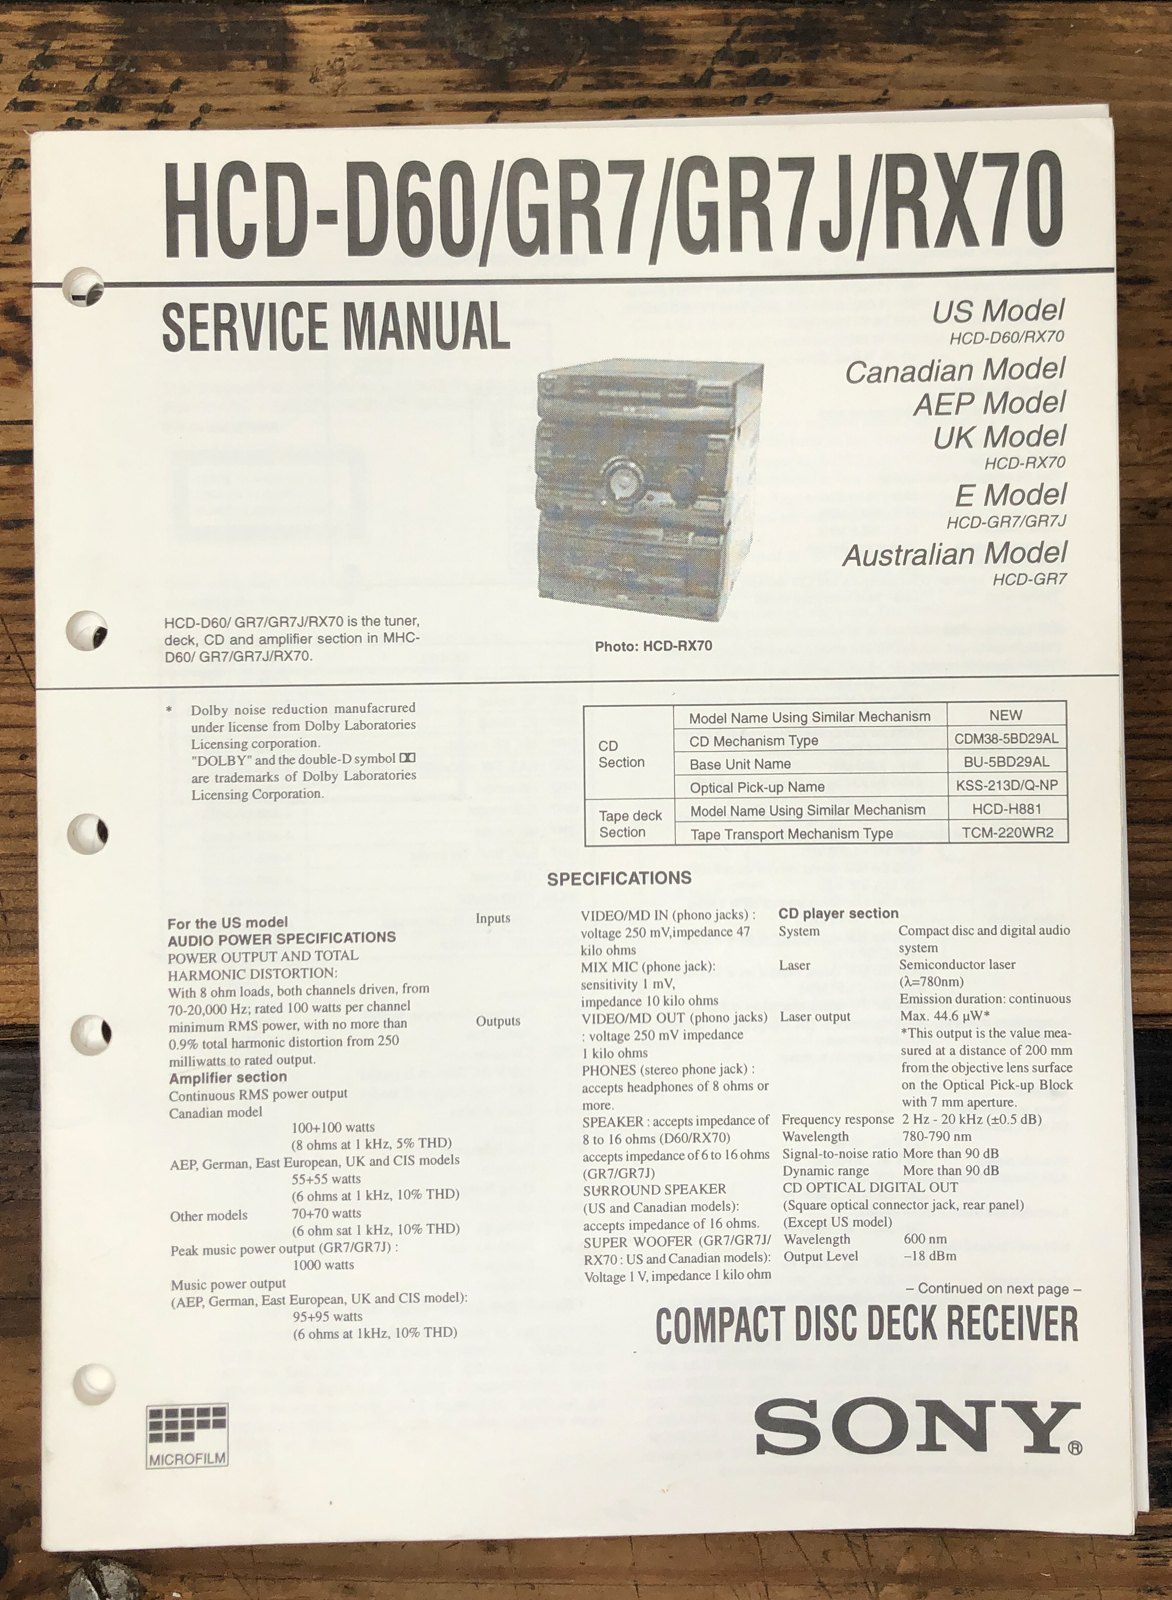 HCD-D60/GR7/GR7J/RX70
SERVICE MANUAL
US Model
HCD-D60/RX70
Canadian Model
AEP Model
UK Model
HCD-RX70
E Model
HCD-GR7/GR7J
Australian Model
HCD-GR7
HCD-D60/ GR7/GR7J/RX70 is the tuner,
deck, CD and amplifier section in MHC-
D60/ GR7/GR7J/RX70.
Photo: HCD-RX70
* Dolby noise reduction manufacrured
under license from Dolby Laboratories
Licensing corporation.
"DOLBY" and the double-D symbol
are trademarks of Dolby Laboratories
Licensing Corporation.
CD
Section
Model Name Using Similar Mechanism NEW
CD Mechanism Type CDM38-5BD29AL
Base Unit Name BU-5BD29AL
Optical Pick-up Name KSS-213D/Q-NP
Tape deck
Section
Model Name Using Similar Mechanism HCD-H881
Tape Transport Mechanism Type TCM-220WR2
SPECIFICATIONS
For the US model
AUDIO POWER SPECIFICATIONS
POWER OUTPUT AND TOTAL
HARMONIC DISTORTION:
With 8 ohm loads, both channels driven, from
70-20,000 Hz; rated 100 watts per channel
minimum RMS power, with no more than
0.9% total harmonic distortion from 250
milliwatts to rated output.
Amplifier section
Continuous RMS power output
Canadian model
100+100 watts
(8 ohms at 1 kHz, 5% THD)
AEP, German, East European, UK and CIS models
55+55 watts
(6 ohms at 1 kHz, 10% THD)
Other models 70+70 watts
(6 ohm sat 1 kHz, 10% THD)
Peak music power output (GR7/GR7J) :
1000 watts
Music power output
(AEP, German, East European, UK and CIS model):
95+95 watts
(6 ohms at 1kHz, 10% THD)
Inputs VIDEO/MD IN (phono jacks) :
voltage 250 mV,impedance 47
kilo ohms
MIX MIC (phone jack):
sensitivity 1 mV,
impedance 10 kilo ohms
Outputs VIDEO/MD OUT (phono jacks)
: voltage 250 mV impedance
1 kilo ohms
PHONES (stereo phone jack) :
accepts headphones of 8 ohms or
more.
SPEAKER : accepts impedance of
8 to 16 ohms (D60/RX70)
accepts impedance of 6 to 16 ohms
(GR7/GR7J)
SURROUND SPEAKER
(US and Canadian models):
accepts impedance of 16 ohms.
SUPER WOOFER (GR7/GR7J/
RX70 : US and Canadian models):
Voltage 1 V, impedance 1 kilo ohm
CD player section
System Compact disc and digital audio
system
Laser Semiconductor laser
(λ=780nm)
Emission duration: continuous
Laser output Max. 44.6 μW*
*This output is the value mea-
sured at a distance of 200 mm
from the objective lens surface
on the Optical Pick-up Block
with 7 mm aperture.
Frequency response 2 Hz - 20 kHz (±0.5 dB)
Wavelength 780-790 nm
Signal-to-noise ratio More than 90 dB
Dynamic range More than 90 dB
CD OPTICAL DIGITAL OUT
(Square optical connector jack, rear panel)
(Except US model)
Wavelength 600 nm
Output Level –18 dBm
– Continued on next page –
COMPACT DISC DECK RECEIVER
MICROFILM
SONY®